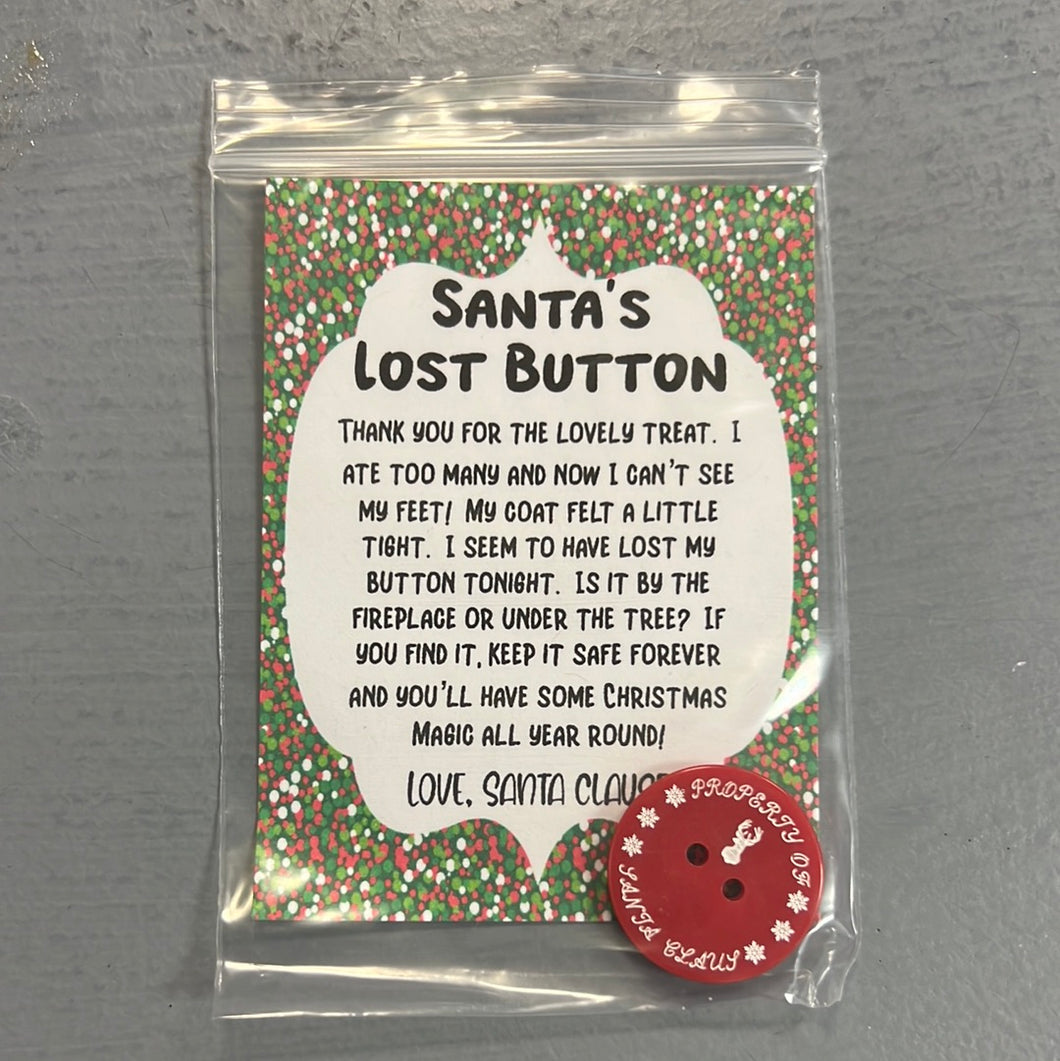 Santa's
Lost Button
Thank you for the lovely treat. I
ate too many and now I can't see
my feet! My coat felt a little
tight. I seem to have lost my
button tonight. Is it by the
fireplace or under the tree? If
you find it, keep it safe forever
and you'll have some Christmas
Magic all year round!
Love, Santa Claus
PROPERTY OF
SANTA CLAUS